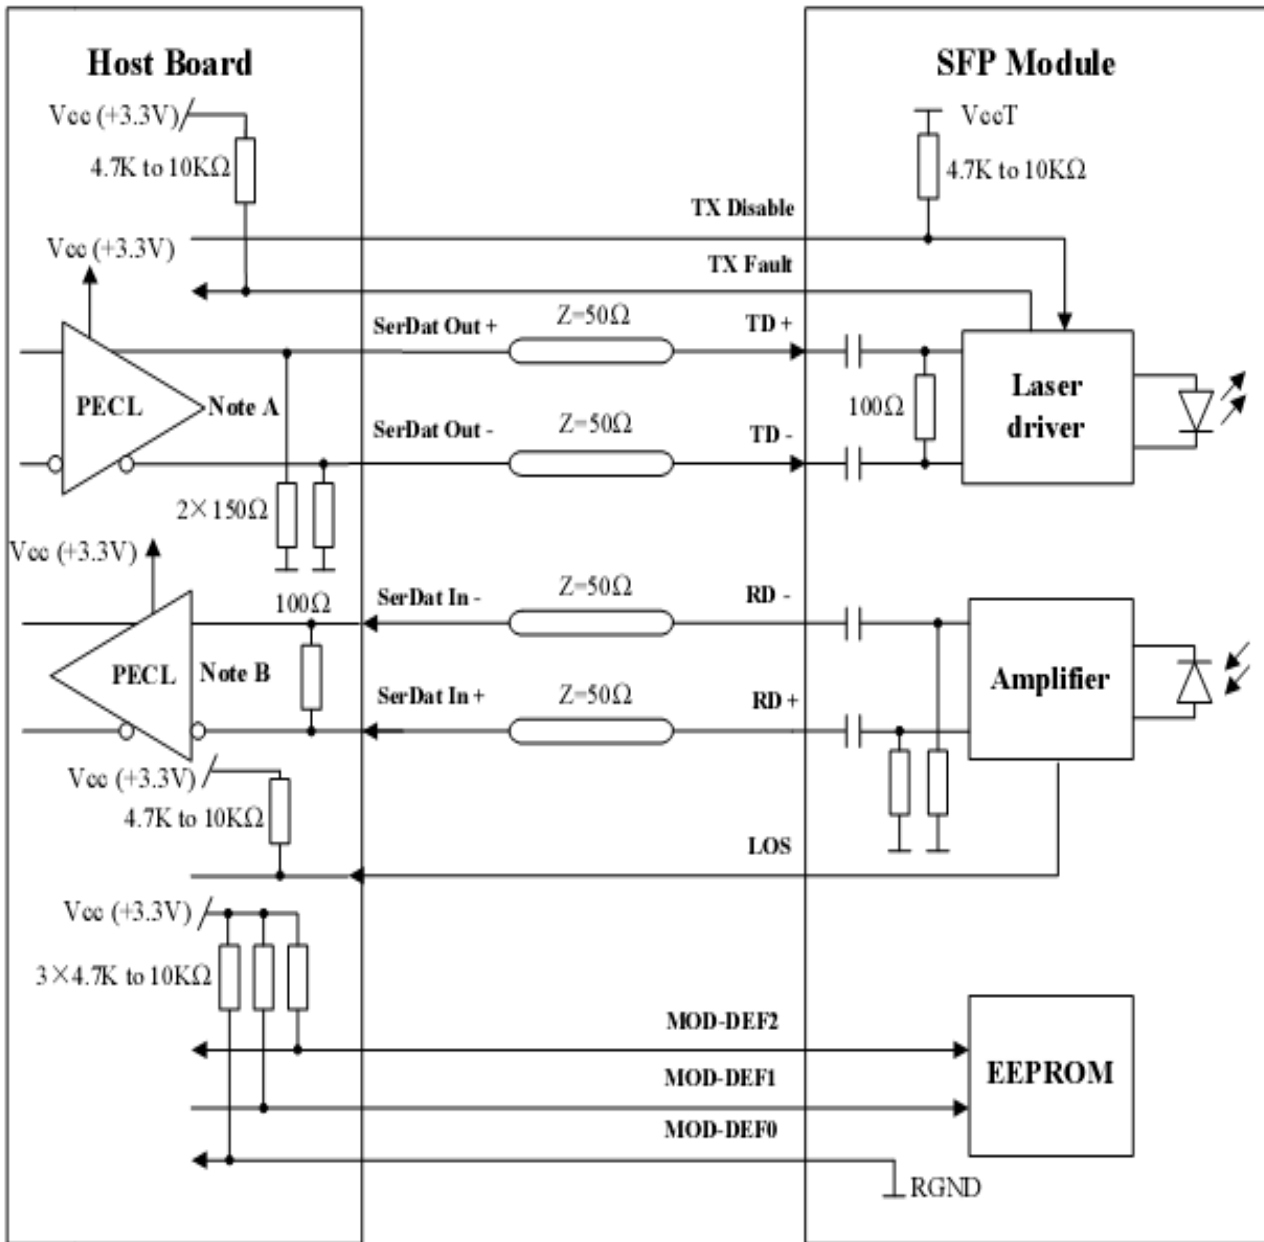 Host Board
SFP Module
Vcc (+3.3V)
VccT
4.7K to 10KΩ
4.7K to 10KΩ
TX Disable
Vcc (+3.3V)
TX Fault
SerDat Out +
Z=50Ω
TD +
PECL
Note A
100Ω
Laser
driver
SerDat Out -
Z=50Ω
TD -
2×150Ω
Vcc (+3.3V)
100Ω
SerDat In -
Z=50Ω
RD -
PECL
Note B
Amplifier
SerDat In +
Z=50Ω
RD +
Vcc (+3.3V)
4.7K to 10KΩ
LOS
Vcc (+3.3V)
3×4.7K to 10KΩ
MOD-DEF2
EEPROM
MOD-DEF1
MOD-DEF0
RGND